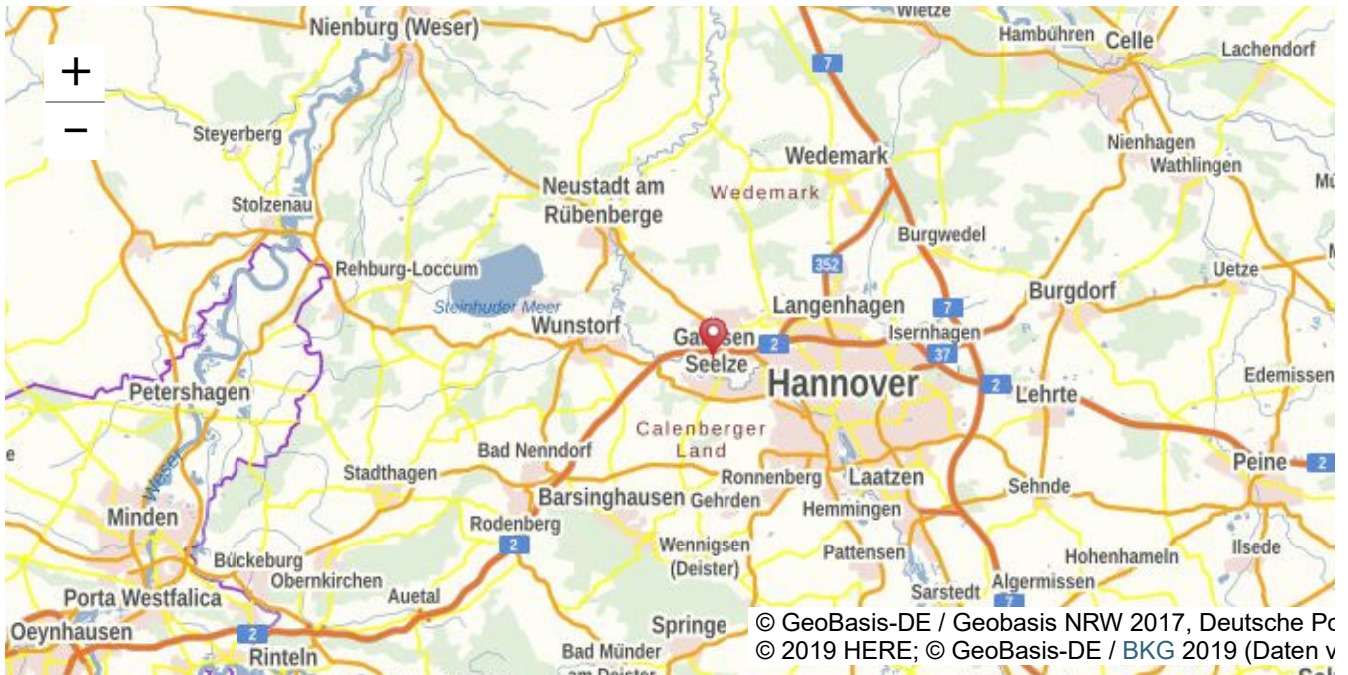 Wietze
Nienburg (Weser)
Hambühren
Celle
Lachendorf
+
7
−
Steyerberg
Nienhagen
Wedemark
Wathlingen
Neustadt am
Rübenberge
Wedemark
Stolzenau
Burgwedel
352
Rehburg-Loccum
Uetze
Burgdorf
Steinhuder Meer
Langenhagen
7
Wunstorf
Isernhagen
2
37
Seelze
Hannover
2
Lehrte
Edemissen
Petershagen
Calenberger
Land
Bad Nenndorf
Peine
2
Stadthagen
Ronnenberg
Laatzen
Weser
Sehnde
Barsinghausen
Gehrden
Hemmingen
Minden
Rodenberg
2
Wennigsen
(Deister)
Pattensen
Hohenhameln
Ilsede
Bückeburg
Obernkirchen
Algermissen
Auetal
Sarstedt
Porta Westfalica
7
Oeynhausen
2
Springe
Rinteln
Bad Münder
am Deister
© GeoBasis-DE / Geobasis NRW 2017, Deutsche Po
© 2019 HERE; © GeoBasis-DE / BKG 2019 (Daten v